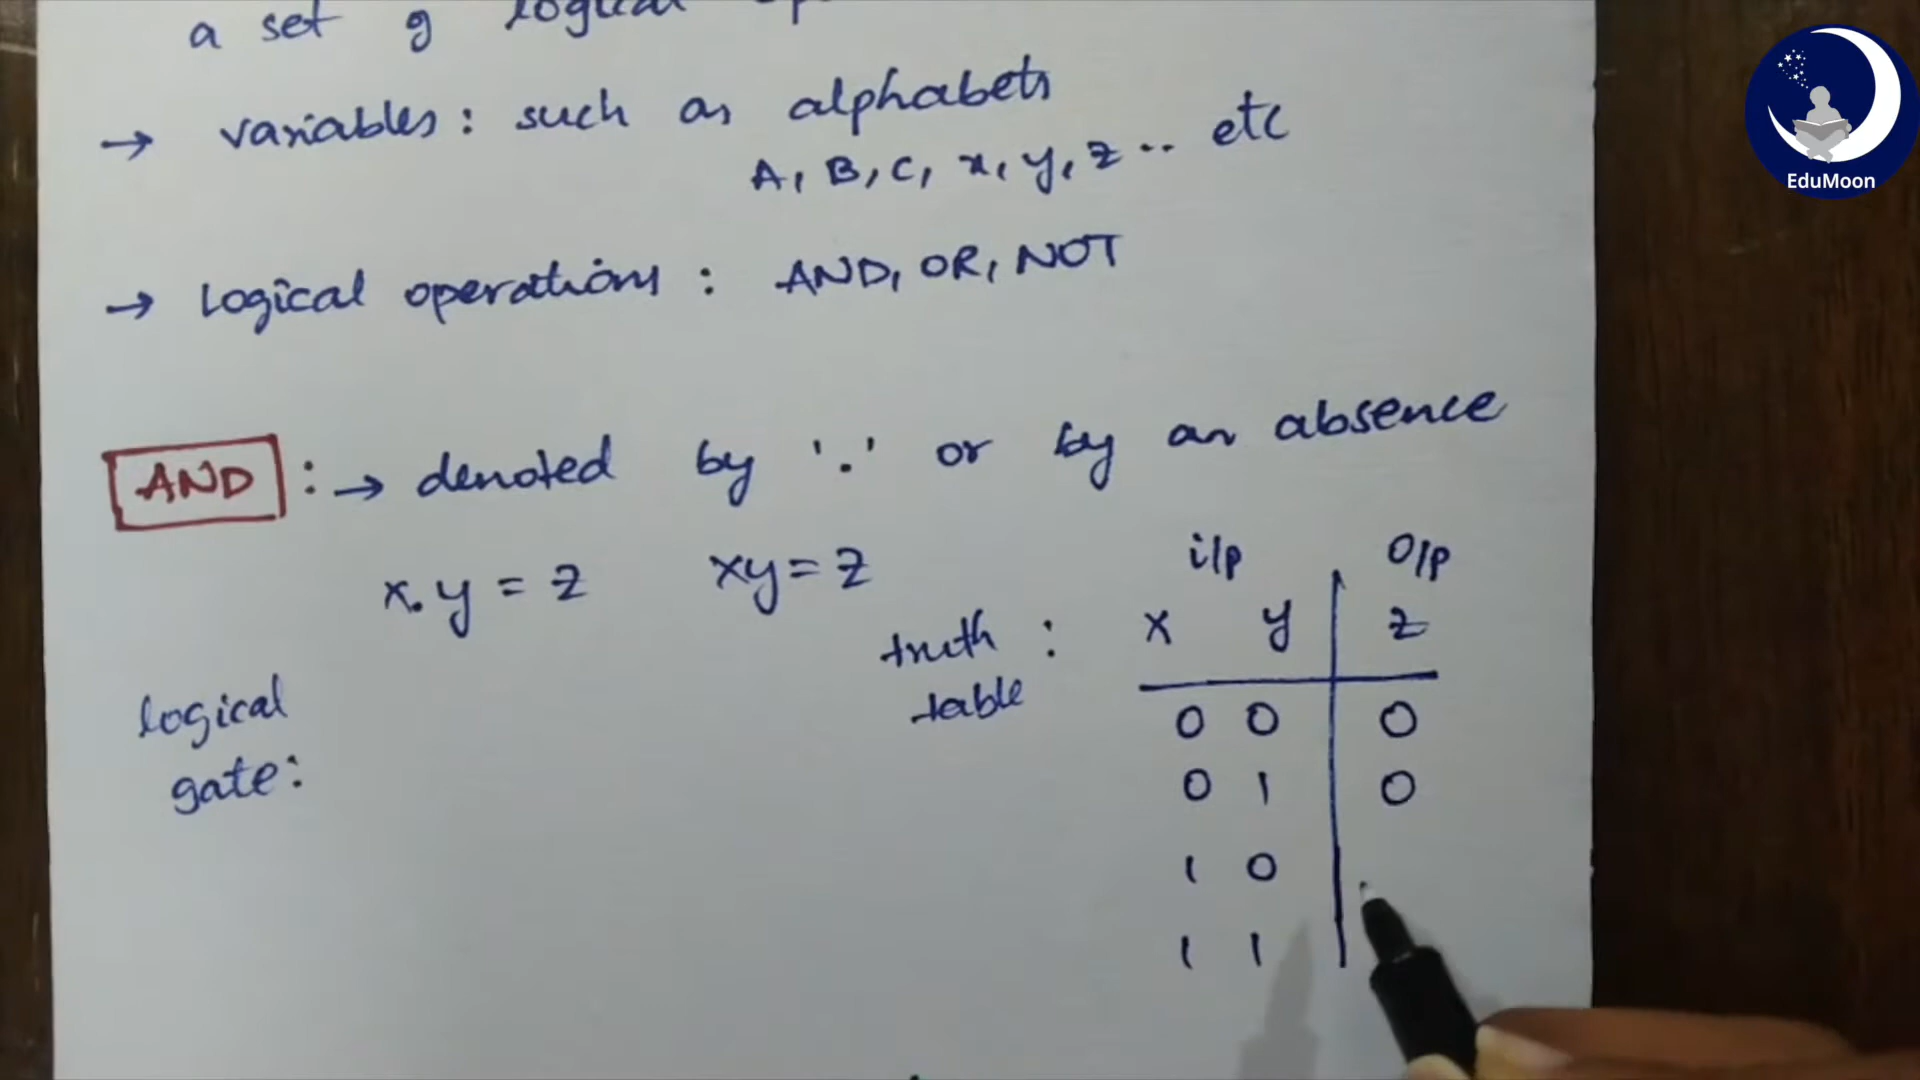 a set g logical
→ variables : such as alphabets
A, B, C, x, y, z .. etc
→ logical operations : AND, OR, NOT
AND : → denoted by '.' or by an absence
x.y = z xy = z
i/p o/p
truth table : x y z
0 0 0
0 1 0
1 0
1 1
logical
gate:
EduMoon